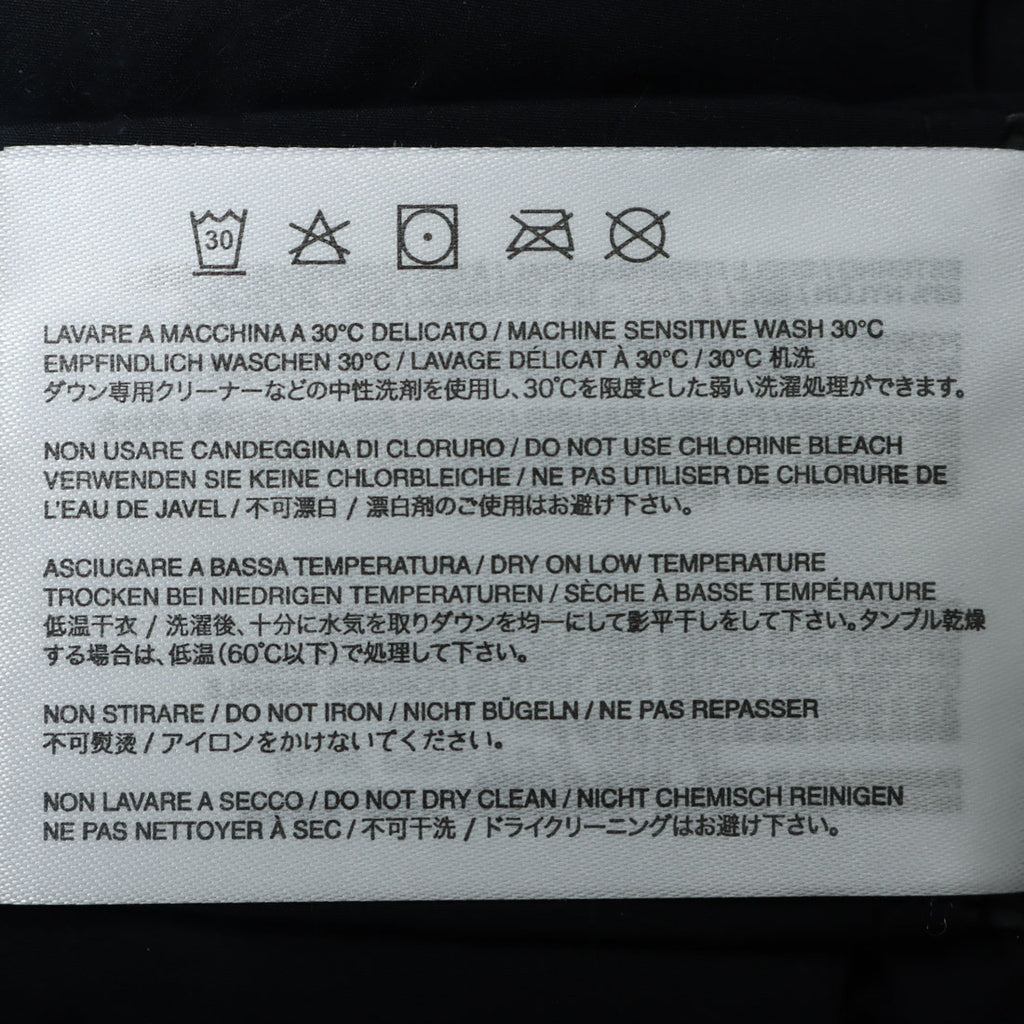 30
LAVARE A MACCHINA A 30°C DELICATO / MACHINE SENSITIVE WASH 30°C
EMPFINDLICH WASCHEN 30°C / LAVAGE DÉLICAT À 30°C / 30°C 机洗
ダウン専用クリーナーなどの中性洗剤を使用し、30℃を限度とした弱い洗濯処理ができます。
NON USARE CANDEGGINA DI CLORURO / DO NOT USE CHLORINE BLEACH
VERWENDEN SIE KEINE CHLORBLEICHE / NE PAS UTILISER DE CHLORURE DE
L'EAU DE JAVEL / 不可漂白 / 漂白剤のご使用はお避け下さい。
ASCIUGARE A BASSA TEMPERATURA / DRY ON LOW TEMPERATURE
TROCKEN BEI NIEDRIGEN TEMPERATUREN / SÈCHE À BASSE TEMPÉRATURE
低温干衣 / 洗濯後、十分に水気を取りダウンを均一にして影平干しをして下さい。タンブル乾燥
する場合は、低温(60℃以下)で処理して下さい。
NON STIRARE / DO NOT IRON / NICHT BŪGELN / NE PAS REPASSER
不可熨烫 / アイロンをかけないでください。
NON LAVARE A SECCO / DO NOT DRY CLEAN / NICHT CHEMISCH REINIGEN
NE PAS NETTOYER À SEC / 不可干洗 / ドライクリーニングはお避け下さい。